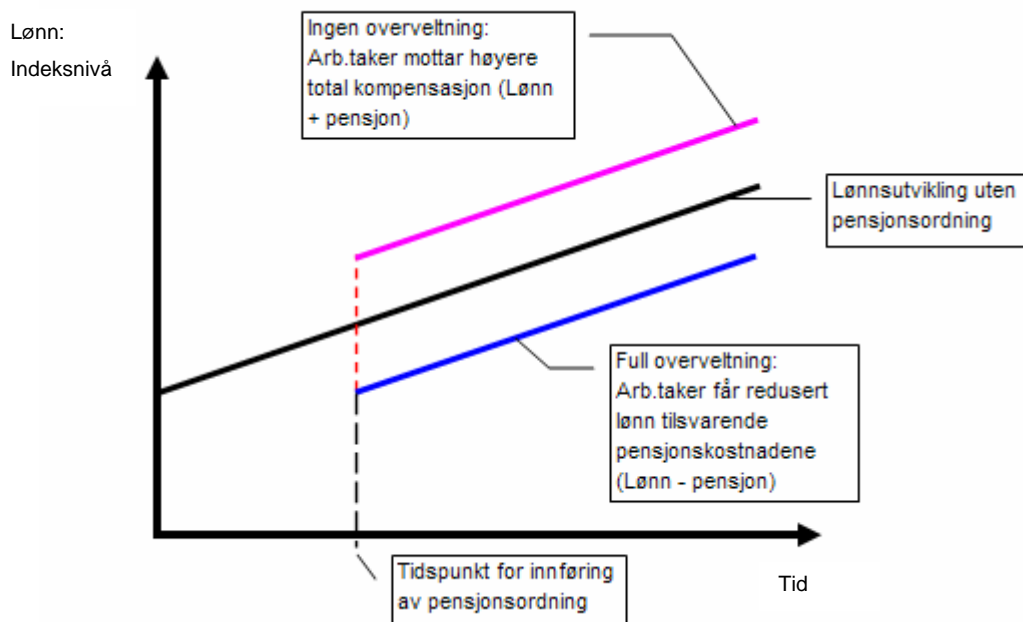 Lønn:
Indeksnivå
Ingen overveltning:
Arb.taker mottar høyere
total kompensasjon (Lønn
+ pensjon)
Lønnsutvikling uten
pensjonsordning
Full overveltning:
Arb.taker får redusert
lønn tilsvarende
pensjonskostnadene
(Lønn - pensjon)
Tidspunkt for innføring
av pensjonsordning
Tid